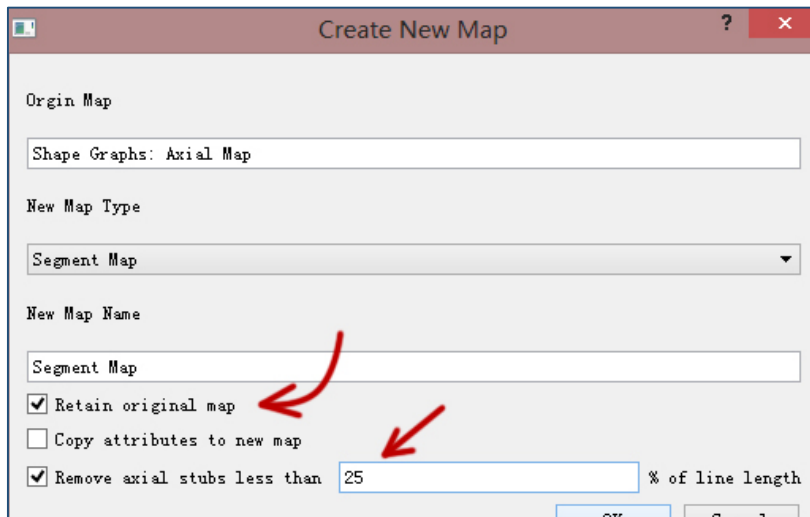 Create New Map
?
×
Orgin Map
Shape Graphs: Axial Map
New Map Type
Segment Map
New Map Name
Segment Map
Retain original map
Copy attributes to new map
Remove axial stubs less than 25 % of line length